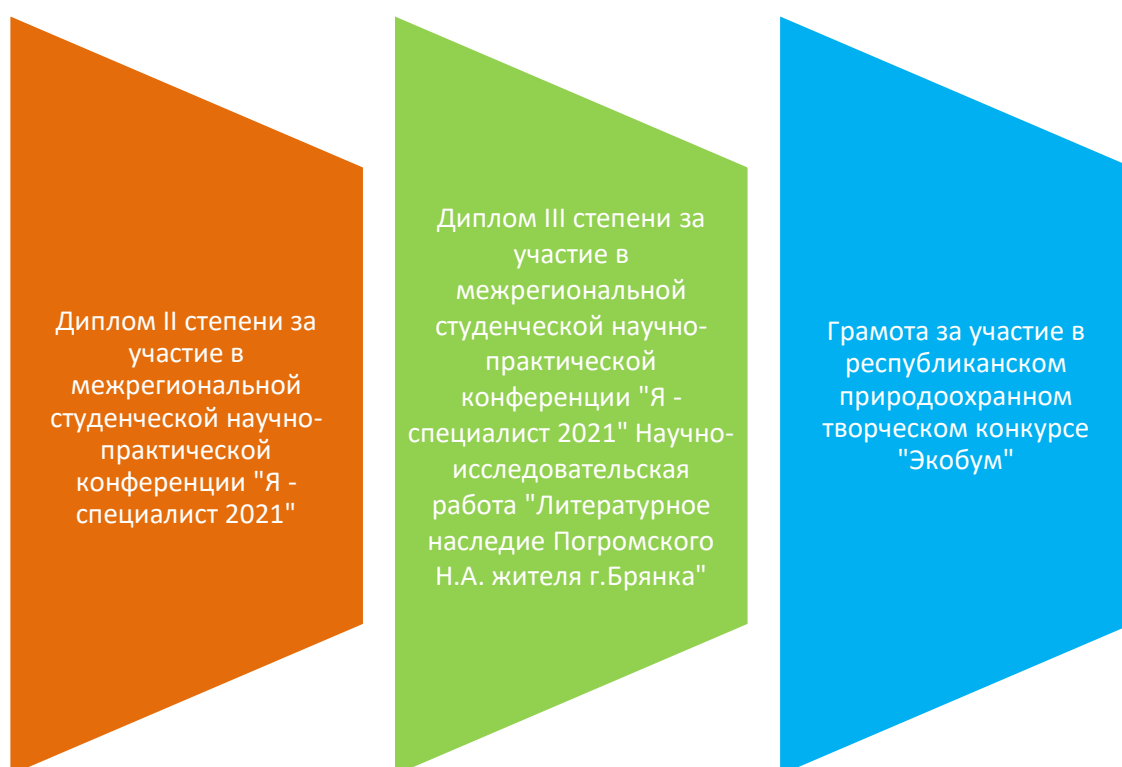 Диплом II степени за
участие в
межрегиональной
студенческой научно-
практической
конференции "Я -
специалист 2021"
Диплом III степени за
участие в
межрегиональной
студенческой научно-
практической
конференции "Я -
специалист 2021" Научно-
исследовательская
работа "Литературное
наследие Погромского
Н.А. жителя г.Брянка"
Грамота за участие в
республиканском
природоохранном
творческом конкурсе
"Экобум"